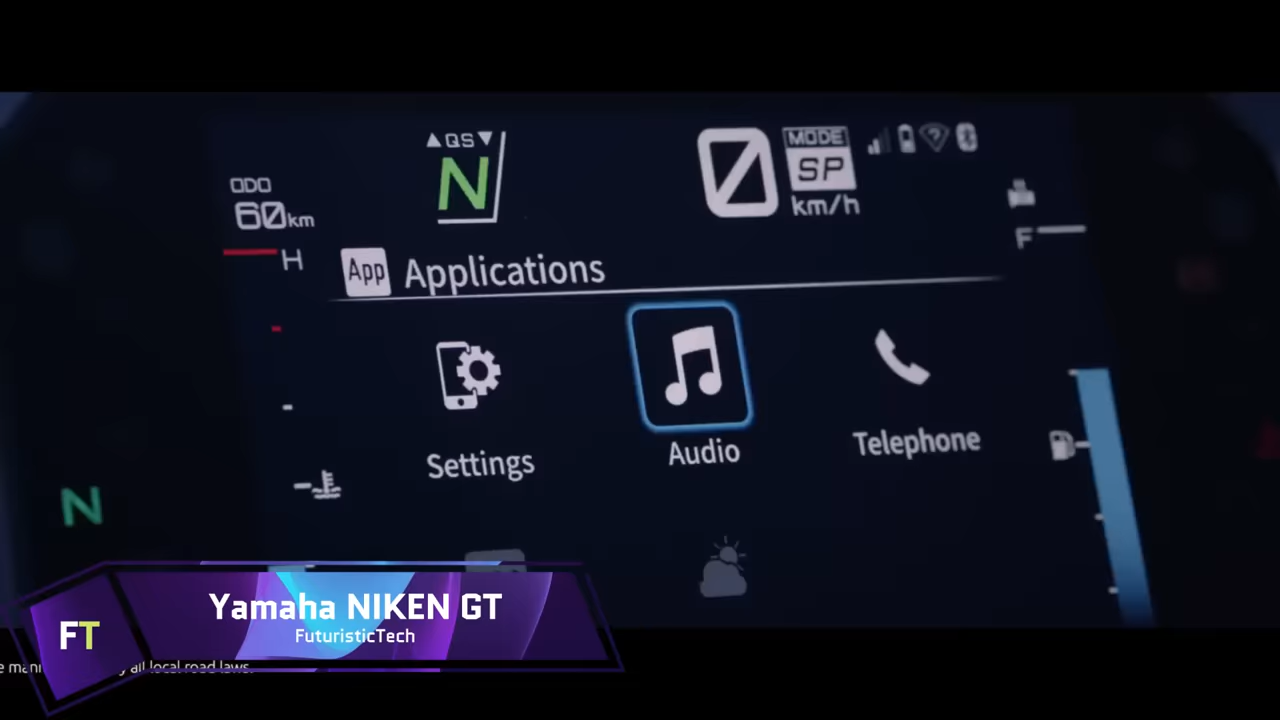 ▲QS▼
N
ODO
60km
0
MODE
SP
km/h
H
F
App Applications
Settings
Audio
Telephone
N
FT
Yamaha NIKEN GT
FuturisticTech
all local road laws.